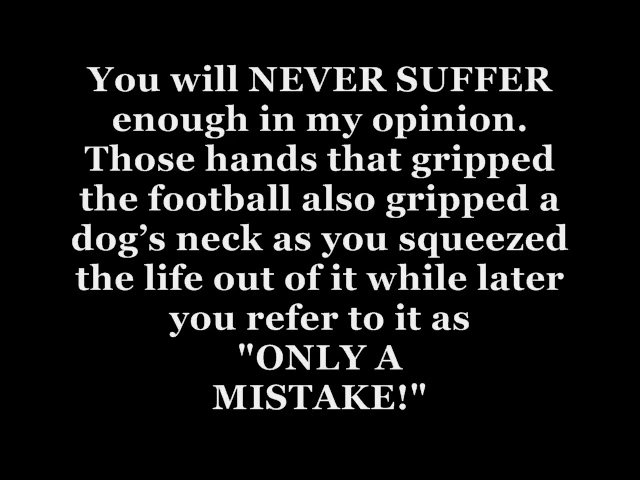 You will NEVER SUFFER
enough in my opinion.
Those hands that gripped
the football also gripped a
dog’s neck as you squeezed
the life out of it while later
you refer to it as
"ONLY A
MISTAKE!"